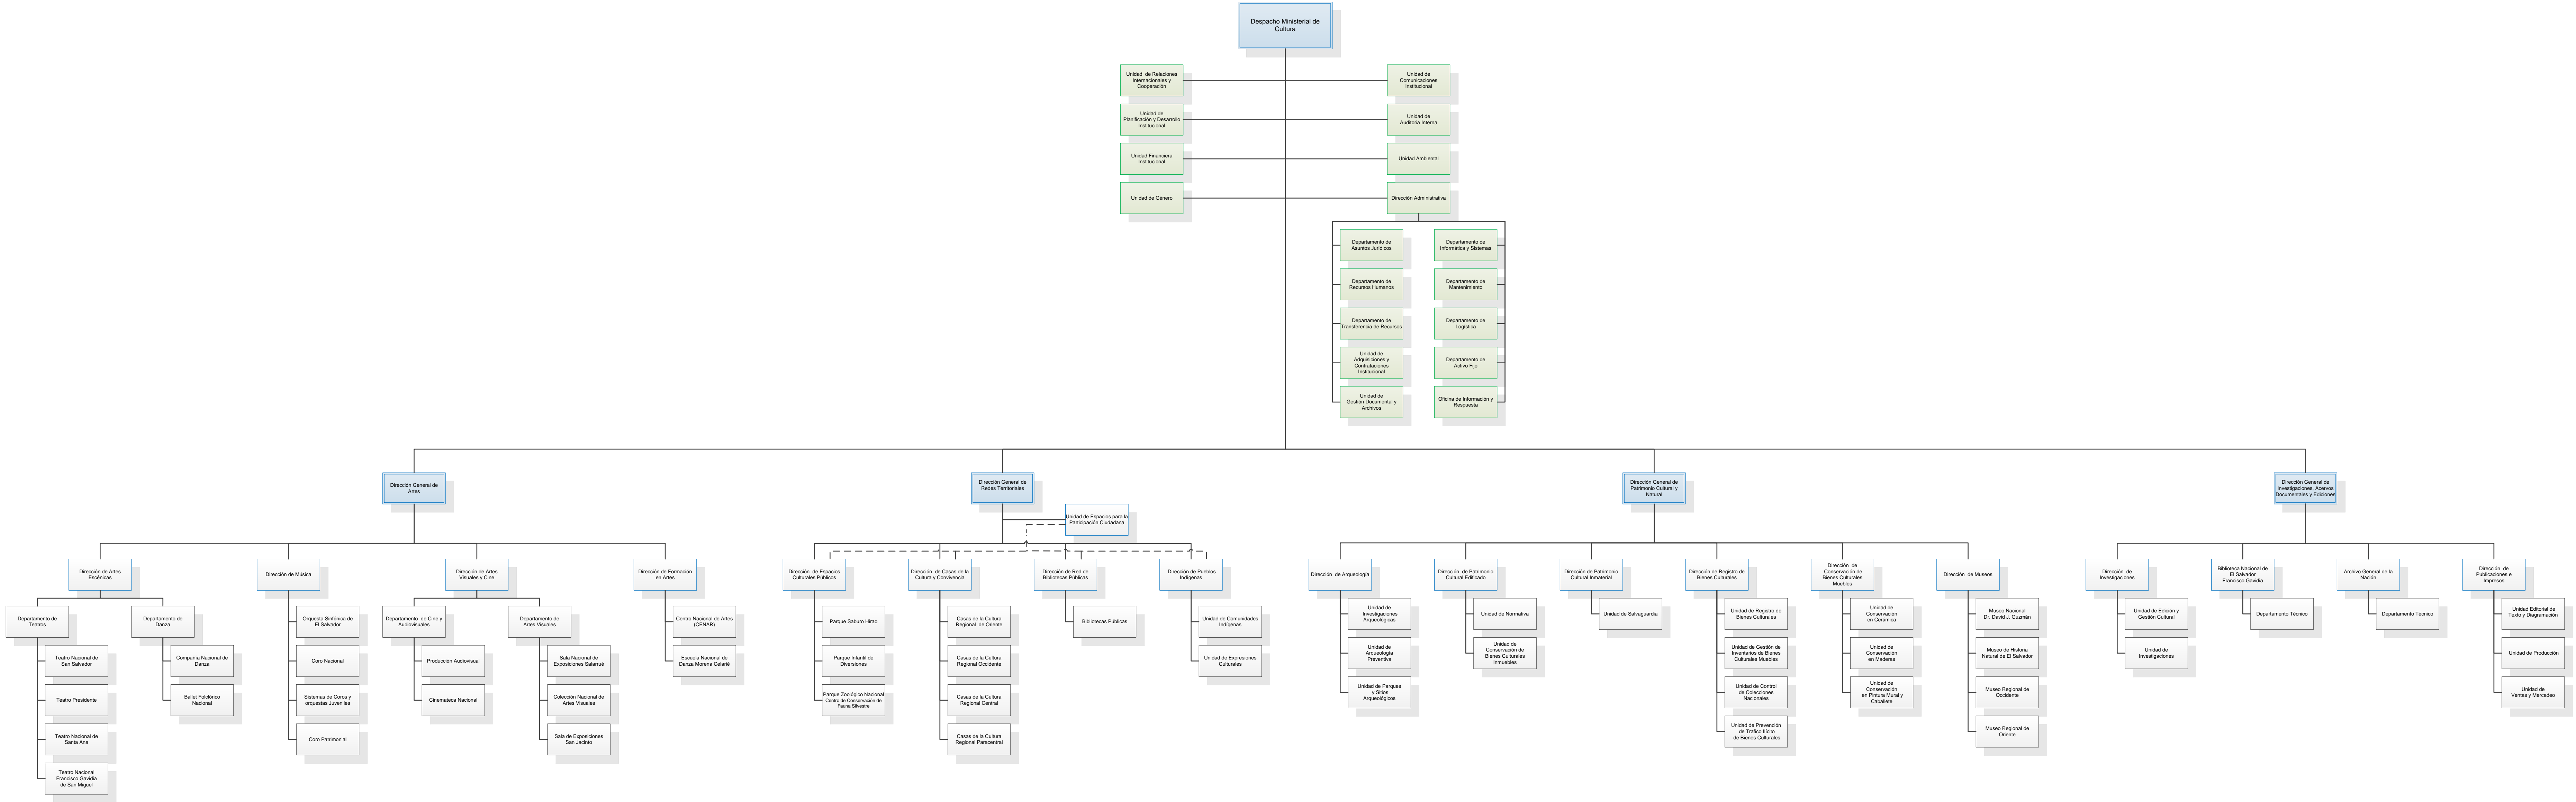 Despacho Ministerial de
Cultura
Unidad de Relaciones
Internacionales y
Cooperación
Unidad de
Comunicaciones
Institucional
Unidad de
Planificación y Desarrollo
Institucional
Unidad de
Auditoria Interna
Unidad Financiera
Institucional
Unidad Ambiental
Unidad de Género
Dirección Administrativa
Departamento de
Asuntos Jurídicos
Departamento de
Informática y Sistemas
Departamento de
Recursos Humanos
Departamento de
Mantenimiento
Departamento de
Transferencia de Recursos
Departamento de
Logística
Unidad de
Adquisiciones y
Contrataciones
Institucional
Departamento de
Activo Fijo
Unidad de
Gestión Documental y
Archivos
Oficina de Información y
Respuesta
Dirección General de
Artes
Dirección General de
Redes Territoriales
Dirección General de
Patrimonio Cultural y
Natural
Dirección General de
Investigaciones, Acervos
Documentales y Ediciones
Unidad de Espacios para la
Participación Ciudadana
Dirección de Artes
Escénicas
Dirección de Música
Dirección de Artes
Visuales y Cine
Dirección de Formación
en Artes
Dirección de Espacios
Culturales Públicos
Dirección de Casas de la
Cultura y Convivencia
Dirección de Red de
Bibliotecas Públicas
Dirección de Pueblos
Indígenas
Dirección de Arqueología
Dirección de Patrimonio
Cultural Edificado
Dirección de Patrimonio
Cultural Inmaterial
Dirección de Registro de
Bienes Culturales
Dirección de
Conservación de
Bienes Culturales
Muebles
Dirección de Museos
Dirección de
Investigaciones
Biblioteca Nacional de
El Salvador
Francisco Gavidia
Archivo General de la
Nación
Dirección de
Publicaciones e
Impresos
Departamento de
Teatros
Teatro Nacional de
San Salvador
Teatro Presidente
Teatro Nacional de
Santa Ana
Teatro Nacional
Francisco Gavidia
de San Miguel
Departamento de
Danza
Compañía Nacional de
Danza
Ballet Folclórico
Nacional
Orquesta Sinfónica de
El Salvador
Coro Nacional
Sistemas de Coros y
orquestas Juveniles
Coro Patrimonial
Departamento de Cine y
Audiovisuales
Producción Audiovisual
Cinemateca Nacional
Departamento de
Artes Visuales
Sala Nacional de
Exposiciones Salarrué
Colección Nacional de
Artes Visuales
Sala de Exposiciones
San Jacinto
Centro Nacional de Artes
(CENAR)
Escuela Nacional de
Danza Morena Celarié
Parque Saburo Hirao
Parque Infantil de
Diversiones
Parque Zoológico Nacional
Centro de Conservación de
Fauna Silvestre
Casas de la Cultura
Regional de Oriente
Casas de la Cultura
Regional Occidente
Casas de la Cultura
Regional Central
Casas de la Cultura
Regional Paracentral
Bibliotecas Públicas
Unidad de Comunidades
Indígenas
Unidad de Expresiones
Culturales
Unidad de
Investigaciones
Arqueológicas
Unidad de
Arqueología
Preventiva
Unidad de Parques
y Sitios
Arqueológicos
Unidad de Normativa
Unidad de
Conservación de
Bienes Culturales
Inmuebles
Unidad de Salvaguardia
Unidad de Registro de
Bienes Culturales
Unidad de Gestión de
Inventarios de Bienes
Culturales Muebles
Unidad de Control
de Colecciones
Nacionales
Unidad de Prevención
de Trafico Ilícito
de Bienes Culturales
Unidad de
Conservación
en Cerámica
Unidad de
Conservación
en Maderas
Unidad de
Conservación
en Pintura Mural y
Caballete
Museo Nacional
Dr. David J. Guzmán
Museo de Historia
Natural de El Salvador
Museo Regional de
Occidente
Museo Regional de
Oriente
Unidad de Edición y
Gestión Cultural
Unidad de
Investigaciones
Departamento Técnico
Departamento Técnico
Unidad Editorial de
Texto y Diagramación
Unidad de Producción
Unidad de
Ventas y Mercadeo